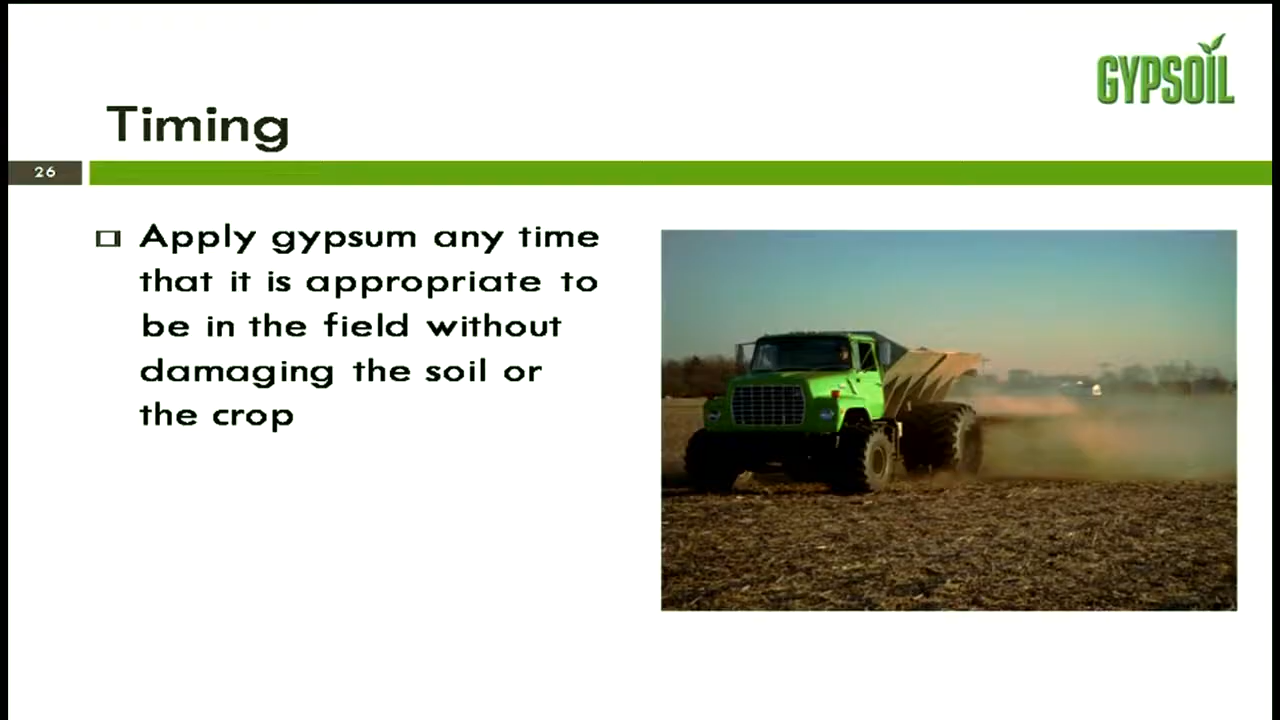 GYPSOIL
Timing
26
Apply gypsum any time
that it is appropriate to
be in the field without
damaging the soil or
the crop